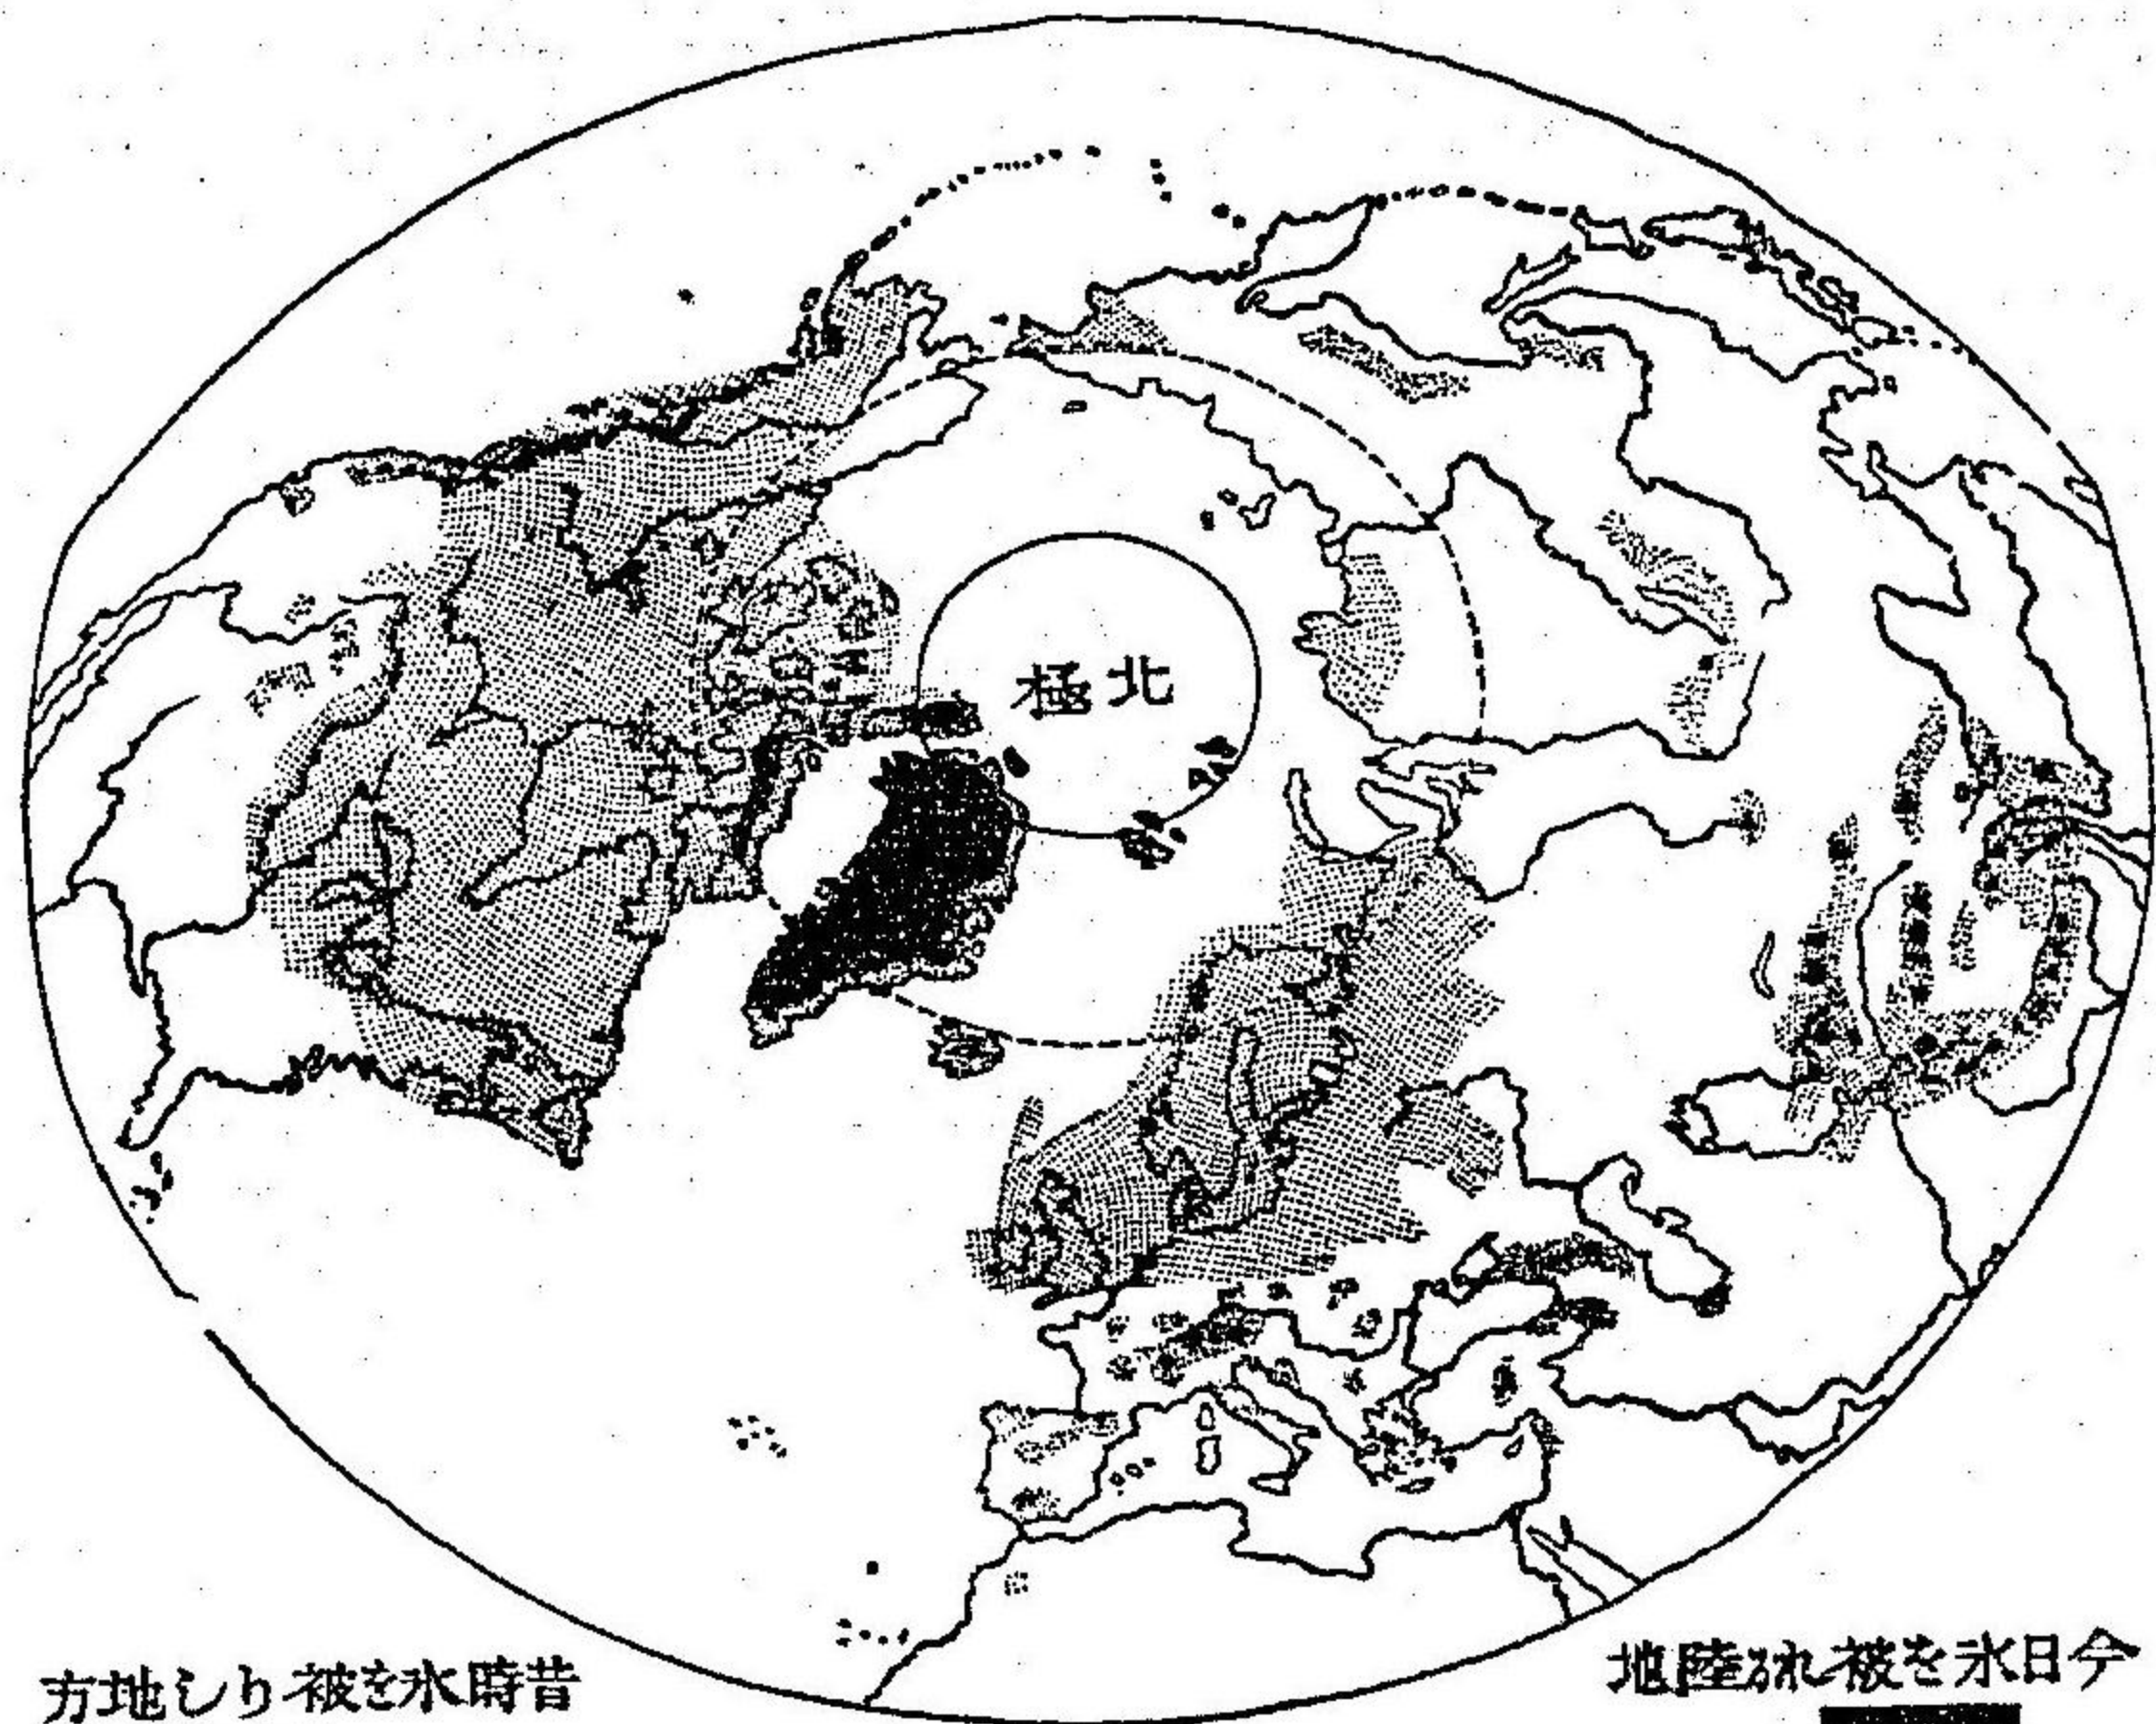 北極
今日氷を被れる陸地
昔時氷を被りし地方